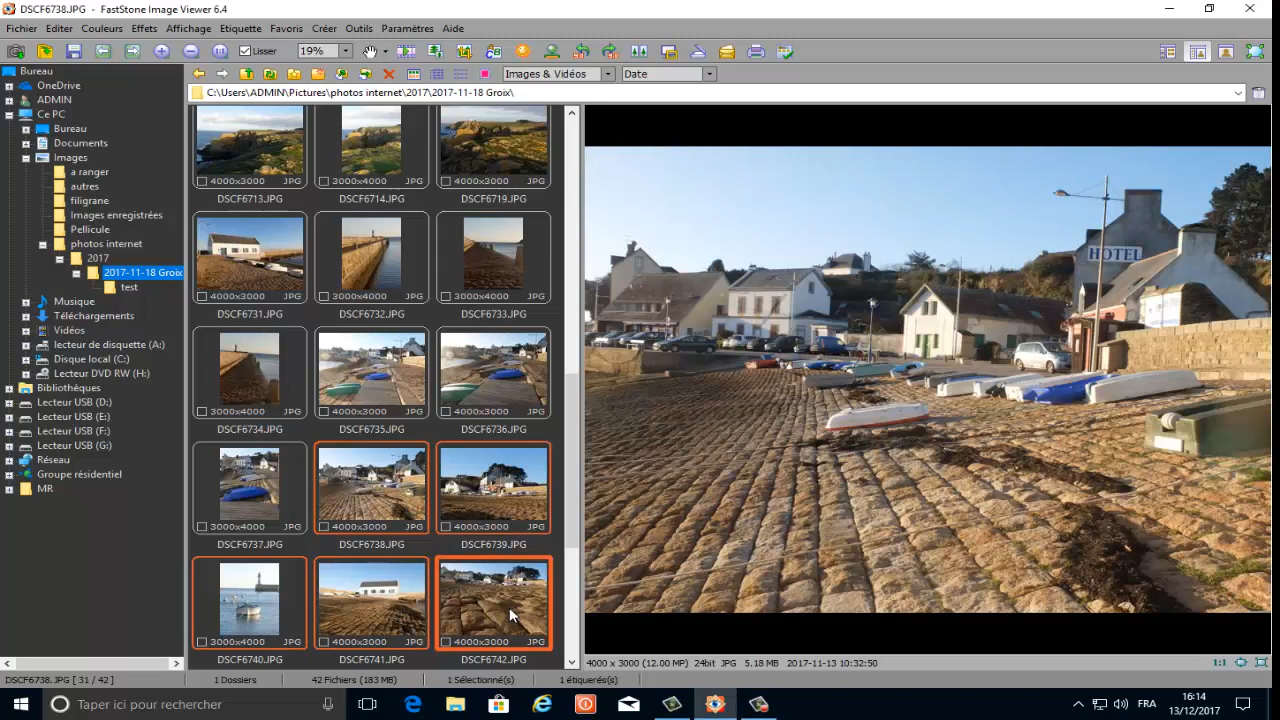 DSCF6738.JPG - FastStone Image Viewer 6.4
Fichier Editer Couleurs Effets Affichage Etiquette Favoris Créer Outils Paramètres Aide
Lisser 19%
Images & Vidéos Date
C:\Users\ADMIN\Pictures\photos internet\2017\2017-11-18 Groix\
Bureau
OneDrive
ADMIN
Ce PC
Bureau
Documents
Images
a ranger
autres
filigrane
Images enregistrées
Pellicule
photos internet
2017
2017-11-18 Groix
test
Musique
Téléchargements
Vidéos
lecteur de disquette (A:)
Disque local (C:)
Lecteur DVD RW (H:)
Bibliothèques
Lecteur USB (D:)
Lecteur USB (E:)
Lecteur USB (F:)
Lecteur USB (G:)
Réseau
Groupe résidentiel
MR
4000x3000 JPG 3000x4000 JPG 4000x3000 JPG
DSCF6713.JPG DSCF6714.JPG DSCF6719.JPG
4000x3000 JPG 3000x4000 JPG 3000x4000 JPG
DSCF6731.JPG DSCF6732.JPG DSCF6733.JPG
3000x4000 JPG 4000x3000 JPG 4000x3000 JPG
DSCF6734.JPG DSCF6735.JPG DSCF6736.JPG
3000x4000 JPG 4000x3000 JPG 4000x3000 JPG
DSCF6737.JPG DSCF6738.JPG DSCF6739.JPG
3000x4000 JPG 4000x3000 JPG 4000x3000 JPG
DSCF6740.JPG DSCF6741.JPG DSCF6742.JPG
HOTEL
4000 x 3000 (12.00 MP) 24bit JPG 5.18 MB 2017-11-13 10:32:50
1:1
DSCF6738.JPG [ 31 / 42 ] 1 Dossiers 42 Fichiers (183 MB) 1 Sélectionné(s) 1 étiqueré(s)
Taper ici pour rechercher
FRA
16:14
13/12/2017